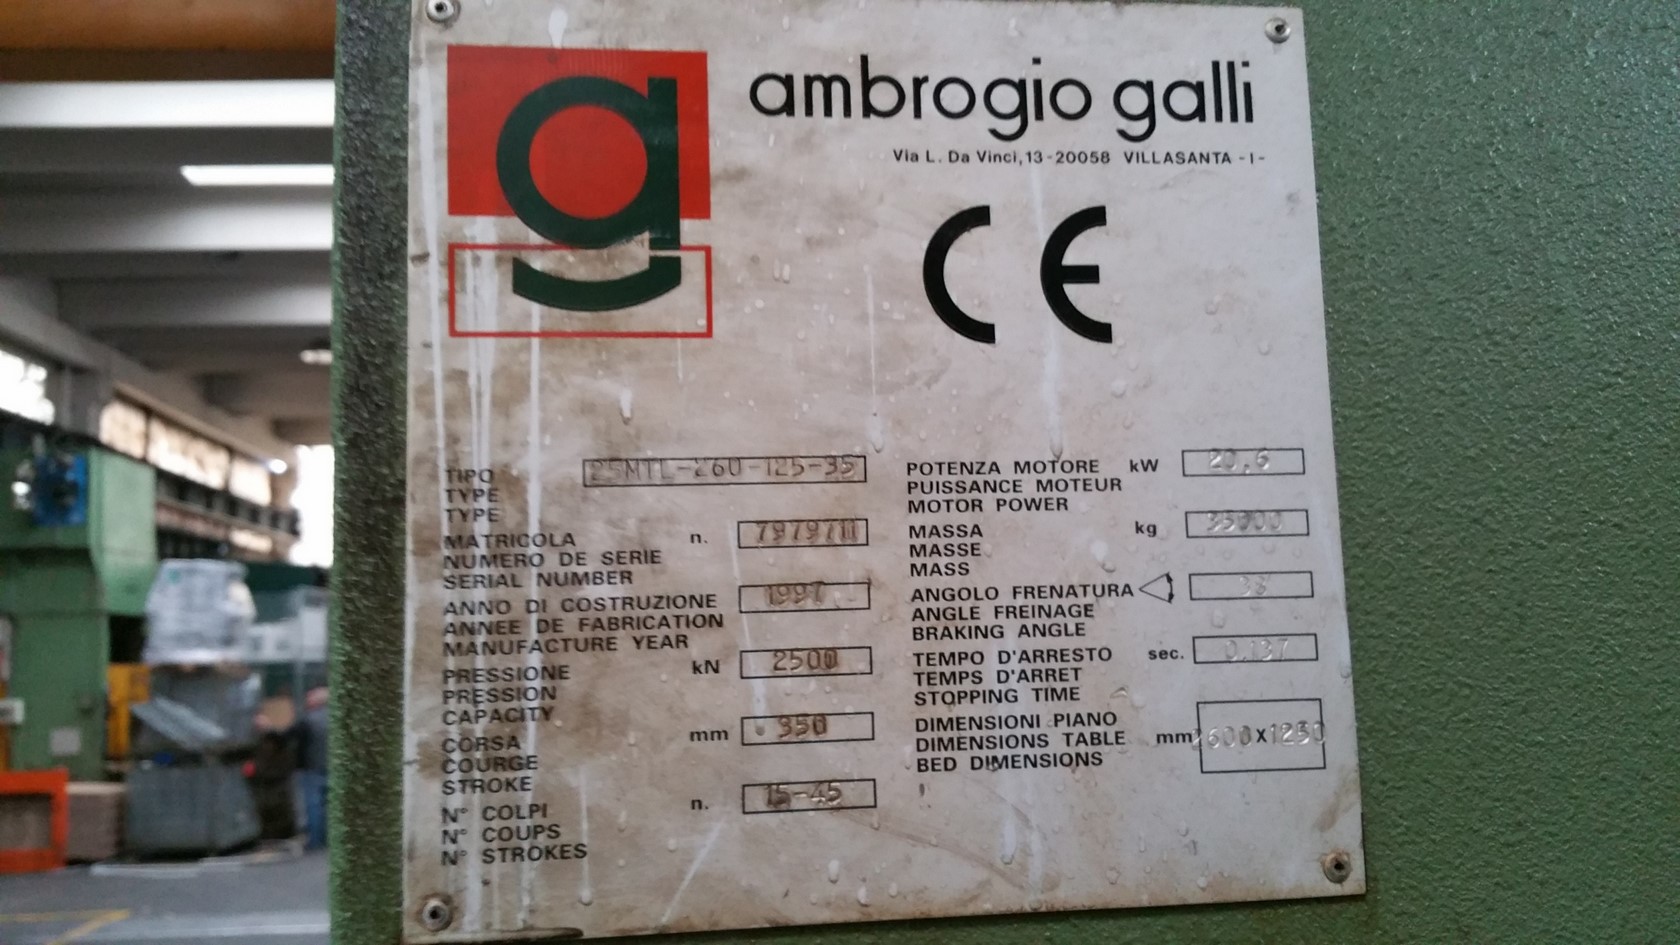 ambrogio galli
Via L. Da Vinci, 13-20058 VILLASANTA -I-
CE
TIPO 25MTL-260-125-35
TYPE
TYPE
MATRICOLA n. 7979711
NUMERO DE SERIE
SERIAL NUMBER
ANNO DI COSTRUZIONE 1997
ANNEE DE FABRICATION
MANUFACTURE YEAR
PRESSIONE kN 2500
PRESSION
CAPACITY
CORSA mm 350
COURGE
STROKE
N° COLPI n. 15-45
N° COUPS
N° STROKES
POTENZA MOTORE kW 20,6
PUISSANCE MOTEUR
MOTOR POWER
MASSA kg 35000
MASSE
MASS
ANGOLO FRENATURA
ANGLE FREINAGE
BRAKING ANGLE
TEMPO D'ARRESTO sec. 0.137
TEMPS D'ARRET
STOPPING TIME
DIMENSIONI PIANO
DIMENSIONS TABLE mm 2600X1250
BED DIMENSIONS